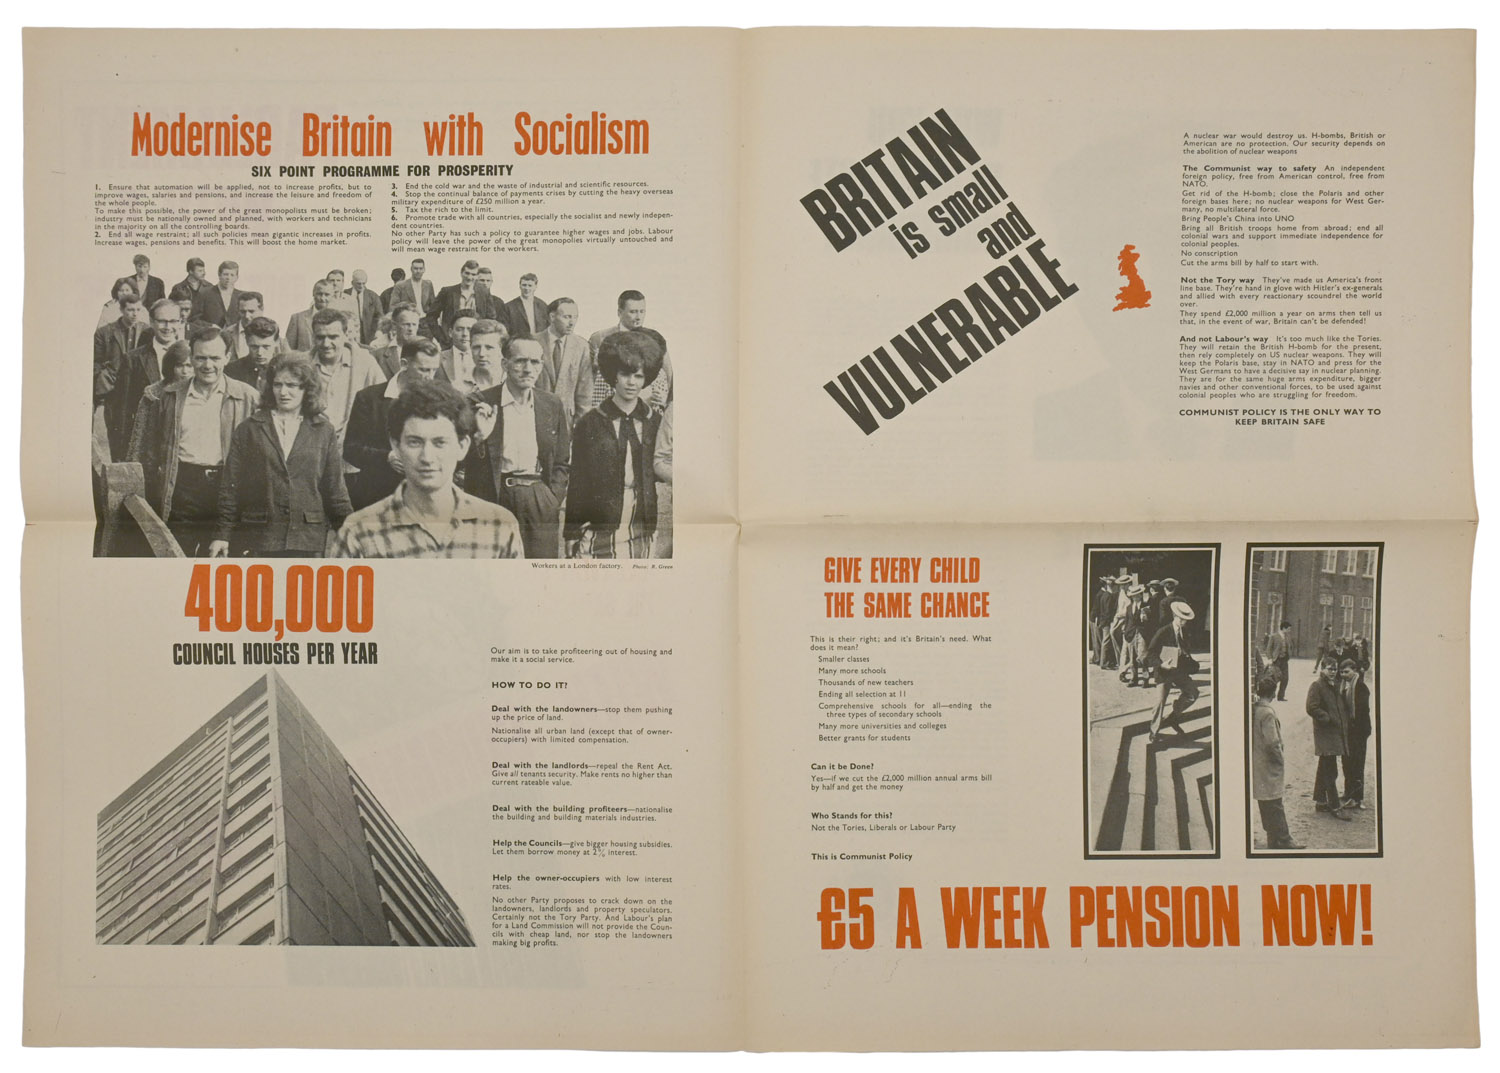 Modernise Britain with Socialism
SIX POINT PROGRAMME FOR PROSPERITY
1. Ensure that automation will be applied, not to increase profits, but to
improve wages, salaries and pensions, and increase the leisure and freedom of
the whole people.
To make this possible, the power of the great monopolists must be broken;
industry must be nationally owned and planned, with workers and technicians
in the majority on all the controlling boards.
2. End all wage restraint; all such policies mean gigantic increases in profits.
Increase wages, pensions and benefits. This will boost the home market.
3. End the cold war and the waste of industrial and scientific resources.
4. Stop the continual balance of payments crises by cutting the heavy overseas
military expenditure of £250 million a year.
5. Tax the rich to the limit.
6. Promote trade with all countries, especially the socialist and newly indepen-
dent countries.
No other Party has such a policy to guarantee higher wages and jobs. Labour
policy will leave the power of the great monopolies virtually untouched and
will mean wage restraint for the workers.
Workers at a London factory. Photo: R. Green
400,000
COUNCIL HOUSES PER YEAR
Our aim is to take profiteering out of housing and
make it a social service.
HOW TO DO IT?
Deal with the landowners—stop them pushing
up the price of land.
Nationalise all urban land (except that of owner-
occupiers) with limited compensation.
Deal with the landlords—repeal the Rent Act.
Give all tenants security. Make rents no higher than
current rateable value.
Deal with the building profiteers—nationalise
the building and building materials industries.
Help the Councils—give bigger housing subsidies.
Let them borrow money at 2% interest.
Help the owner-occupiers with low interest
rates.
No other Party proposes to crack down on the
landowners, landlords and property speculators.
Certainly not the Tory Party. And Labour's plan
for a Land Commission will not provide the Coun-
cils with cheap land, nor stop the landowners
making big profits.
BRITAIN
is small
and
VULNERABLE
A nuclear war would destroy us. H-bombs, British or
American are no protection. Our security depends on
the abolition of nuclear weapons
The Communist way to safety An independent
foreign policy, free from American control, free from
NATO.
Get rid of the H-bomb; close the Polaris and other
foreign bases here; no nuclear weapons for West Ger-
many, no multilateral force.
Bring People's China into UNO
Bring all British troops home from abroad; end all
colonial wars and support immediate independence for
colonial peoples.
No conscription
Cut the arms bill by half to start with.
Not the Tory way They've made us America's front
line base. They're hand in glove with Hitler's ex-generals
and allied with every reactionary scoundrel the world
over.
They spend £2,000 million a year on arms then tell us
that, in the event of war, Britain can't be defended!
And not Labour's way It's too much like the Tories.
They will retain the British H-bomb for the present,
then rely completely on US nuclear weapons. They will
keep the Polaris base, stay in NATO and press for the
West Germans to have a decisive say in nuclear planning.
They are for the same huge arms expenditure, bigger
navies and other conventional forces, to be used against
colonial peoples who are struggling for freedom.
COMMUNIST POLICY IS THE ONLY WAY TO
KEEP BRITAIN SAFE
GIVE EVERY CHILD
THE SAME CHANCE
This is their right; and it's Britain's need. What
does it mean?
Smaller classes
Many more schools
Thousands of new teachers
Ending all selection at 11
Comprehensive schools for all—ending the
three types of secondary schools
Many more universities and colleges
Better grants for students
Can it be Done?
Yes—if we cut the £2,000 million annual arms bill
by half and get the money
Who Stands for this?
Not the Tories, Liberals or Labour Party
This is Communist Policy
£5 A WEEK PENSION NOW!